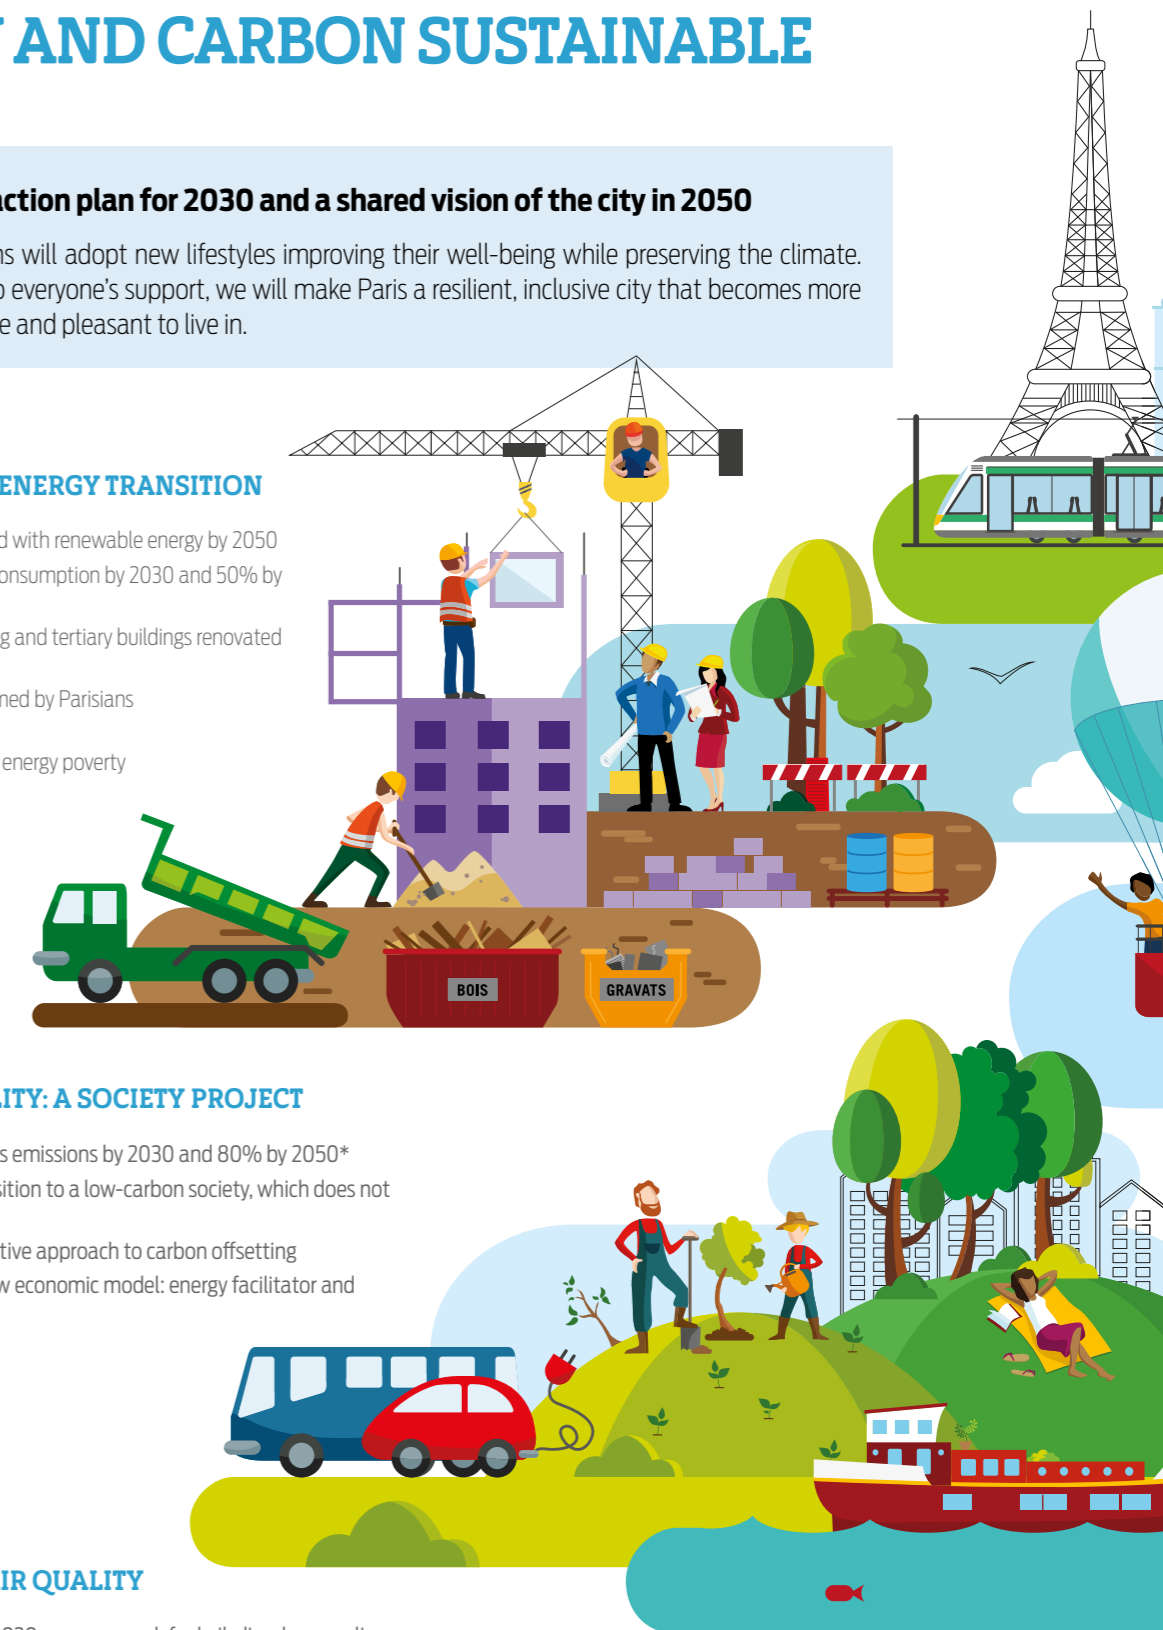 AND CARBON SUSTAINABLE
action plan for 2030 and a shared vision of the city in 2050
will adopt new lifestyles improving their well-being while preserving the climate.
everyone's support, we will make Paris a resilient, inclusive city that becomes more
and pleasant to live in.
ENERGY TRANSITION
with renewable energy by 2050
onsumption by 2030 and 50% by
and tertiary buildings renovated
med by Parisians
energy poverty
BOIS
GRAVATS
LITY: A SOCIETY PROJECT
s emissions by 2030 and 80% by 2050*
sition to a low-carbon society, which does not
tive approach to carbon offsetting
w economic model: energy facilitator and
IR QUALITY